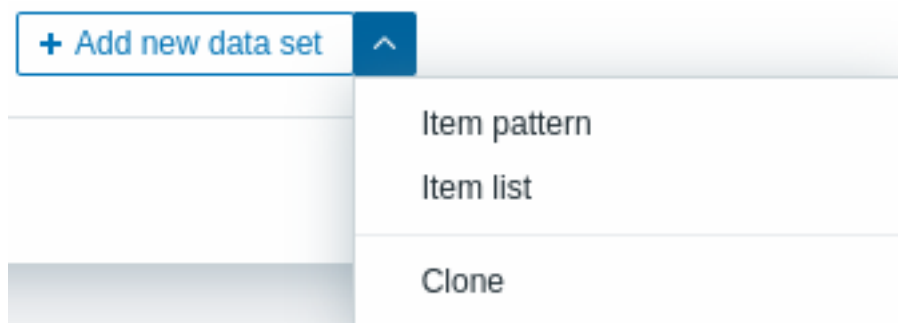 + Add new data set
Item pattern
Item list
Clone